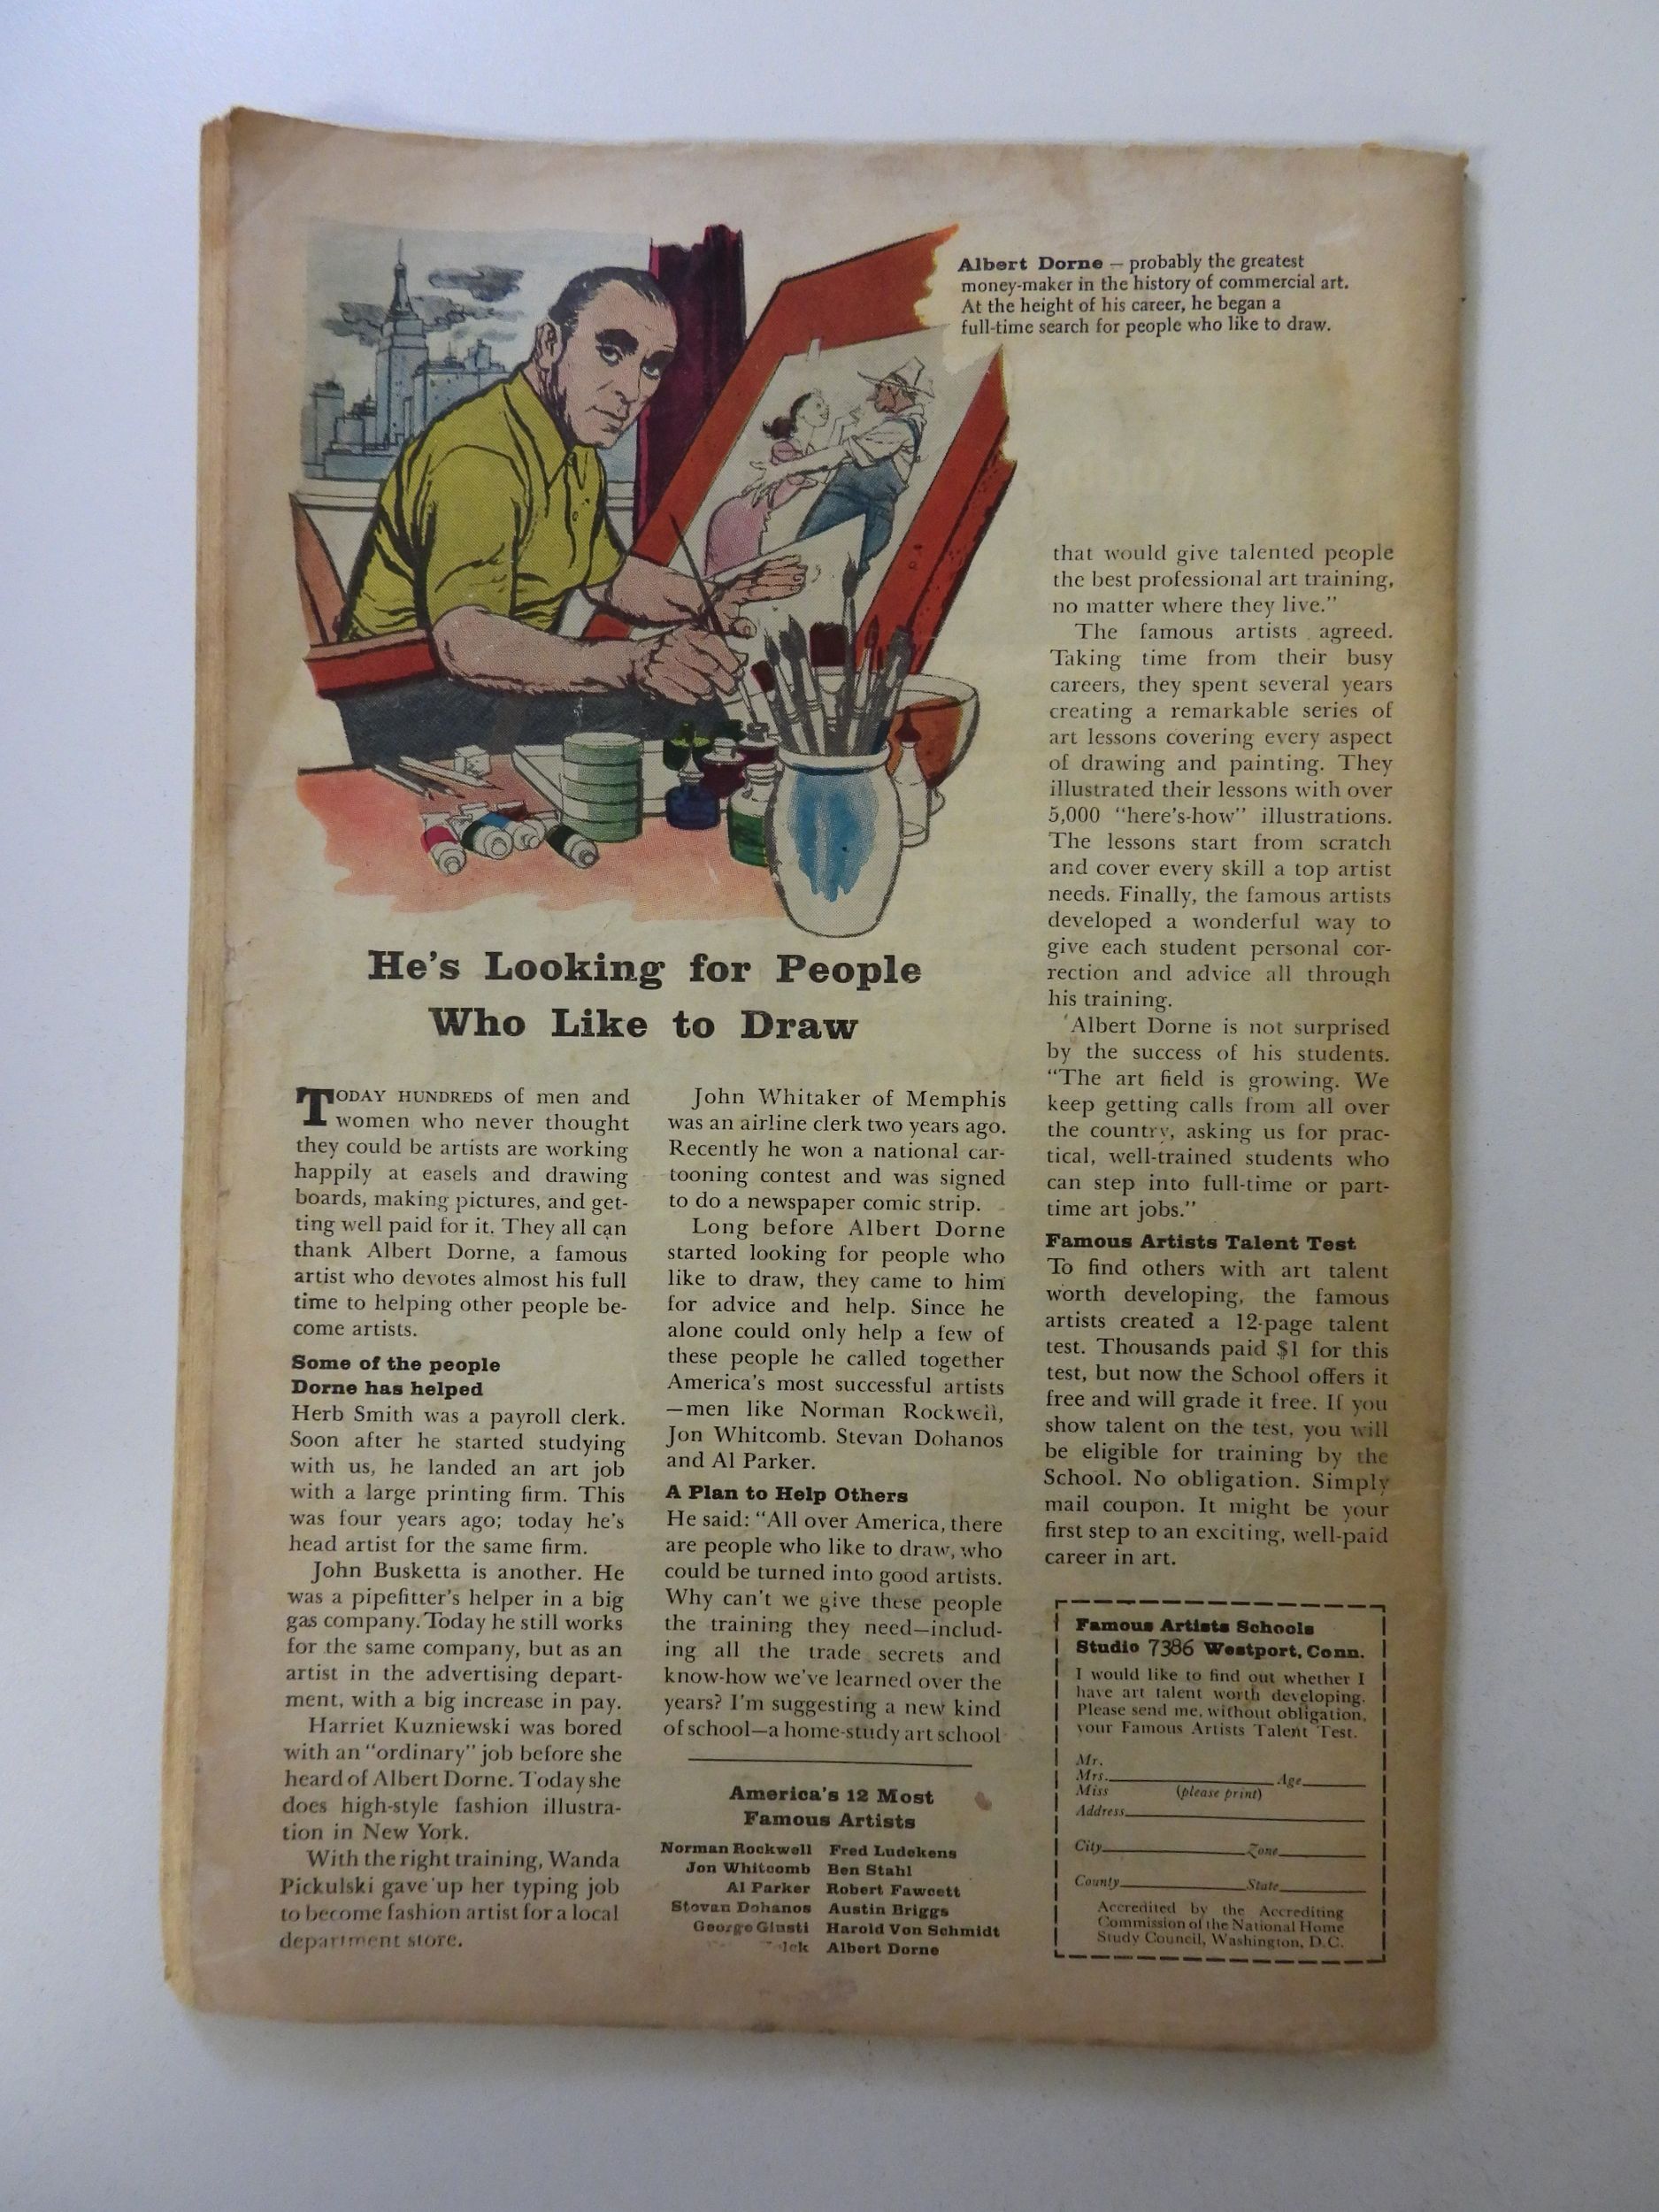 Albert Dorne — probably the greatest
money-maker in the history of commercial art.
At the height of his career, he began a
full-time search for people who like to draw.
He's Looking for People
Who Like to Draw
TODAY HUNDREDS of men and
women who never thought
they could be artists are working
happily at easels and drawing
boards, making pictures, and get-
ting well paid for it. They all can
thank Albert Dorne, a famous
artist who devotes almost his full
time to helping other people be-
come artists.
Some of the people
Dorne has helped
Herb Smith was a payroll clerk.
Soon after he started studying
with us, he landed an art job
with a large printing firm. This
was four years ago; today he's
head artist for the same firm.
John Busketta is another. He
was a pipefitter's helper in a big
gas company. Today he still works
for the same company, but as an
artist in the advertising depart-
ment, with a big increase in pay.
Harriet Kuzniewski was bored
with an "ordinary" job before she
heard of Albert Dorne. Today she
does high-style fashion illustra-
tion in New York.
With the right training, Wanda
Pickulski gave up her typing job
to become fashion artist for a local
department store.
John Whitaker of Memphis
was an airline clerk two years ago.
Recently he won a national car-
tooning contest and was signed
to do a newspaper comic strip.
Long before Albert Dorne
started looking for people who
like to draw, they came to him
for advice and help. Since he
alone could only help a few of
these people he called together
America's most successful artists
—men like Norman Rockwell,
Jon Whitcomb. Stevan Dohanos
and Al Parker.
A Plan to Help Others
He said: "All over America, there
are people who like to draw, who
could be turned into good artists.
Why can't we give these people
the training they need—includ-
ing all the trade secrets and
know-how we've learned over the
years? I'm suggesting a new kind
of school—a home-study art school
that would give talented people
the best professional art training,
no matter where they live."
The famous artists agreed.
Taking time from their busy
careers, they spent several years
creating a remarkable series of
art lessons covering every aspect
of drawing and painting. They
illustrated their lessons with over
5,000 "here's-how" illustrations.
The lessons start from scratch
and cover every skill a top artist
needs. Finally, the famous artists
developed a wonderful way to
give each student personal cor-
rection and advice all through
his training.
Albert Dorne is not surprised
by the success of his students.
"The art field is growing. We
keep getting calls from all over
the country, asking us for prac-
tical, well-trained students who
can step into full-time or part-
time art jobs."
Famous Artists Talent Test
To find others with art talent
worth developing, the famous
artists created a 12-page talent
test. Thousands paid $1 for this
test, but now the School offers it
free and will grade it free. If you
show talent on the test, you will
be eligible for training by the
School. No obligation. Simply
mail coupon. It might be your
first step to an exciting, well-paid
career in art.
America's 12 Most
Famous Artists
Norman Rockwell Fred Ludekens
Jon Whitcomb Ben Stahl
Al Parker Robert Fawcett
Stevan Dohanos Austin Briggs
George Giusti Harold Von Schmidt
Albert Dorne
Famous Artists Schools
Studio 7386 Westport, Conn.
I would like to find out whether I
have art talent worth developing.
Please send me, without obligation,
your Famous Artists Talent Test.
Mr.
Mrs. Age
Miss (please print)
Address
City Zone
County State
Accredited by the Accrediting
Commission of the National Home
Study Council, Washington, D.C.